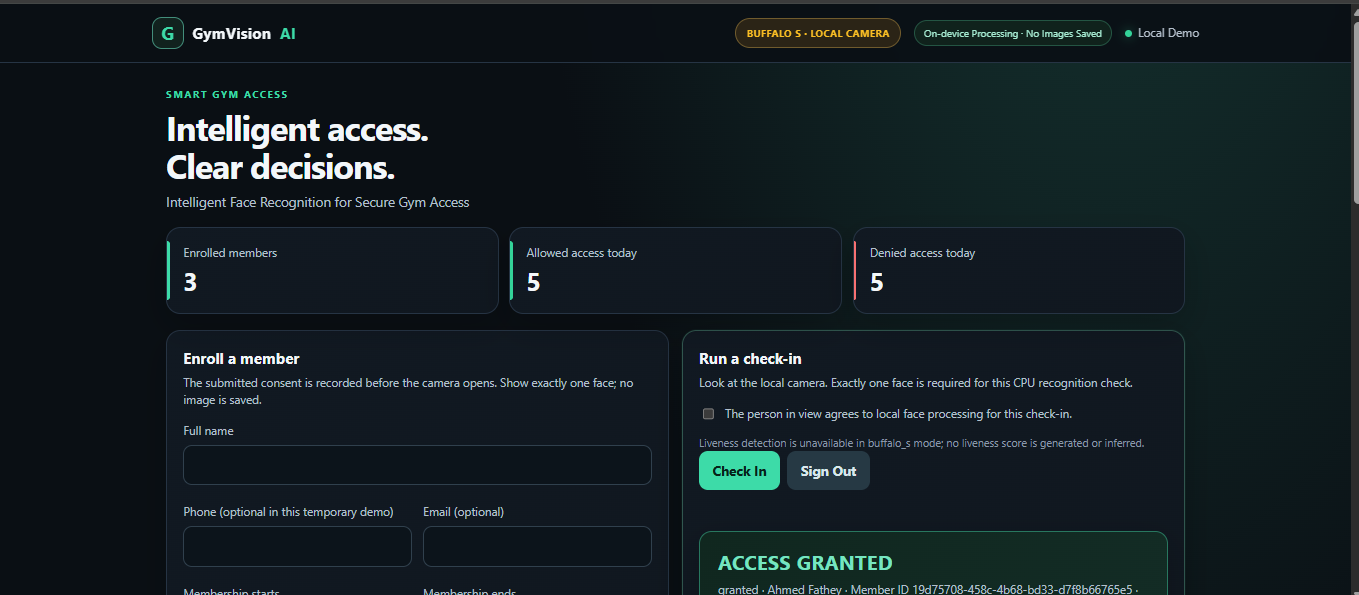 G GymVision AI
BUFFALO S · LOCAL CAMERA
On-device Processing · No Images Saved
Local Demo
SMART GYM ACCESS
Intelligent access.
Clear decisions.
Intelligent Face Recognition for Secure Gym Access
Enrolled members
3
Allowed access today
5
Denied access today
5
Enroll a member
The submitted consent is recorded before the camera opens. Show exactly one face; no
image is saved.
Full name
Phone (optional in this temporary demo)
Email (optional)
Membership starts
Membership ends
Run a check-in
Look at the local camera. Exactly one face is required for this CPU recognition check.
The person in view agrees to local face processing for this check-in.
Liveness detection is unavailable in buffalo_s mode; no liveness score is generated or inferred.
Check In
Sign Out
ACCESS GRANTED
granted · Ahmed Fathey · Member ID 19d75708-458c-4b68-bd33-d7f8b66765e5 ·